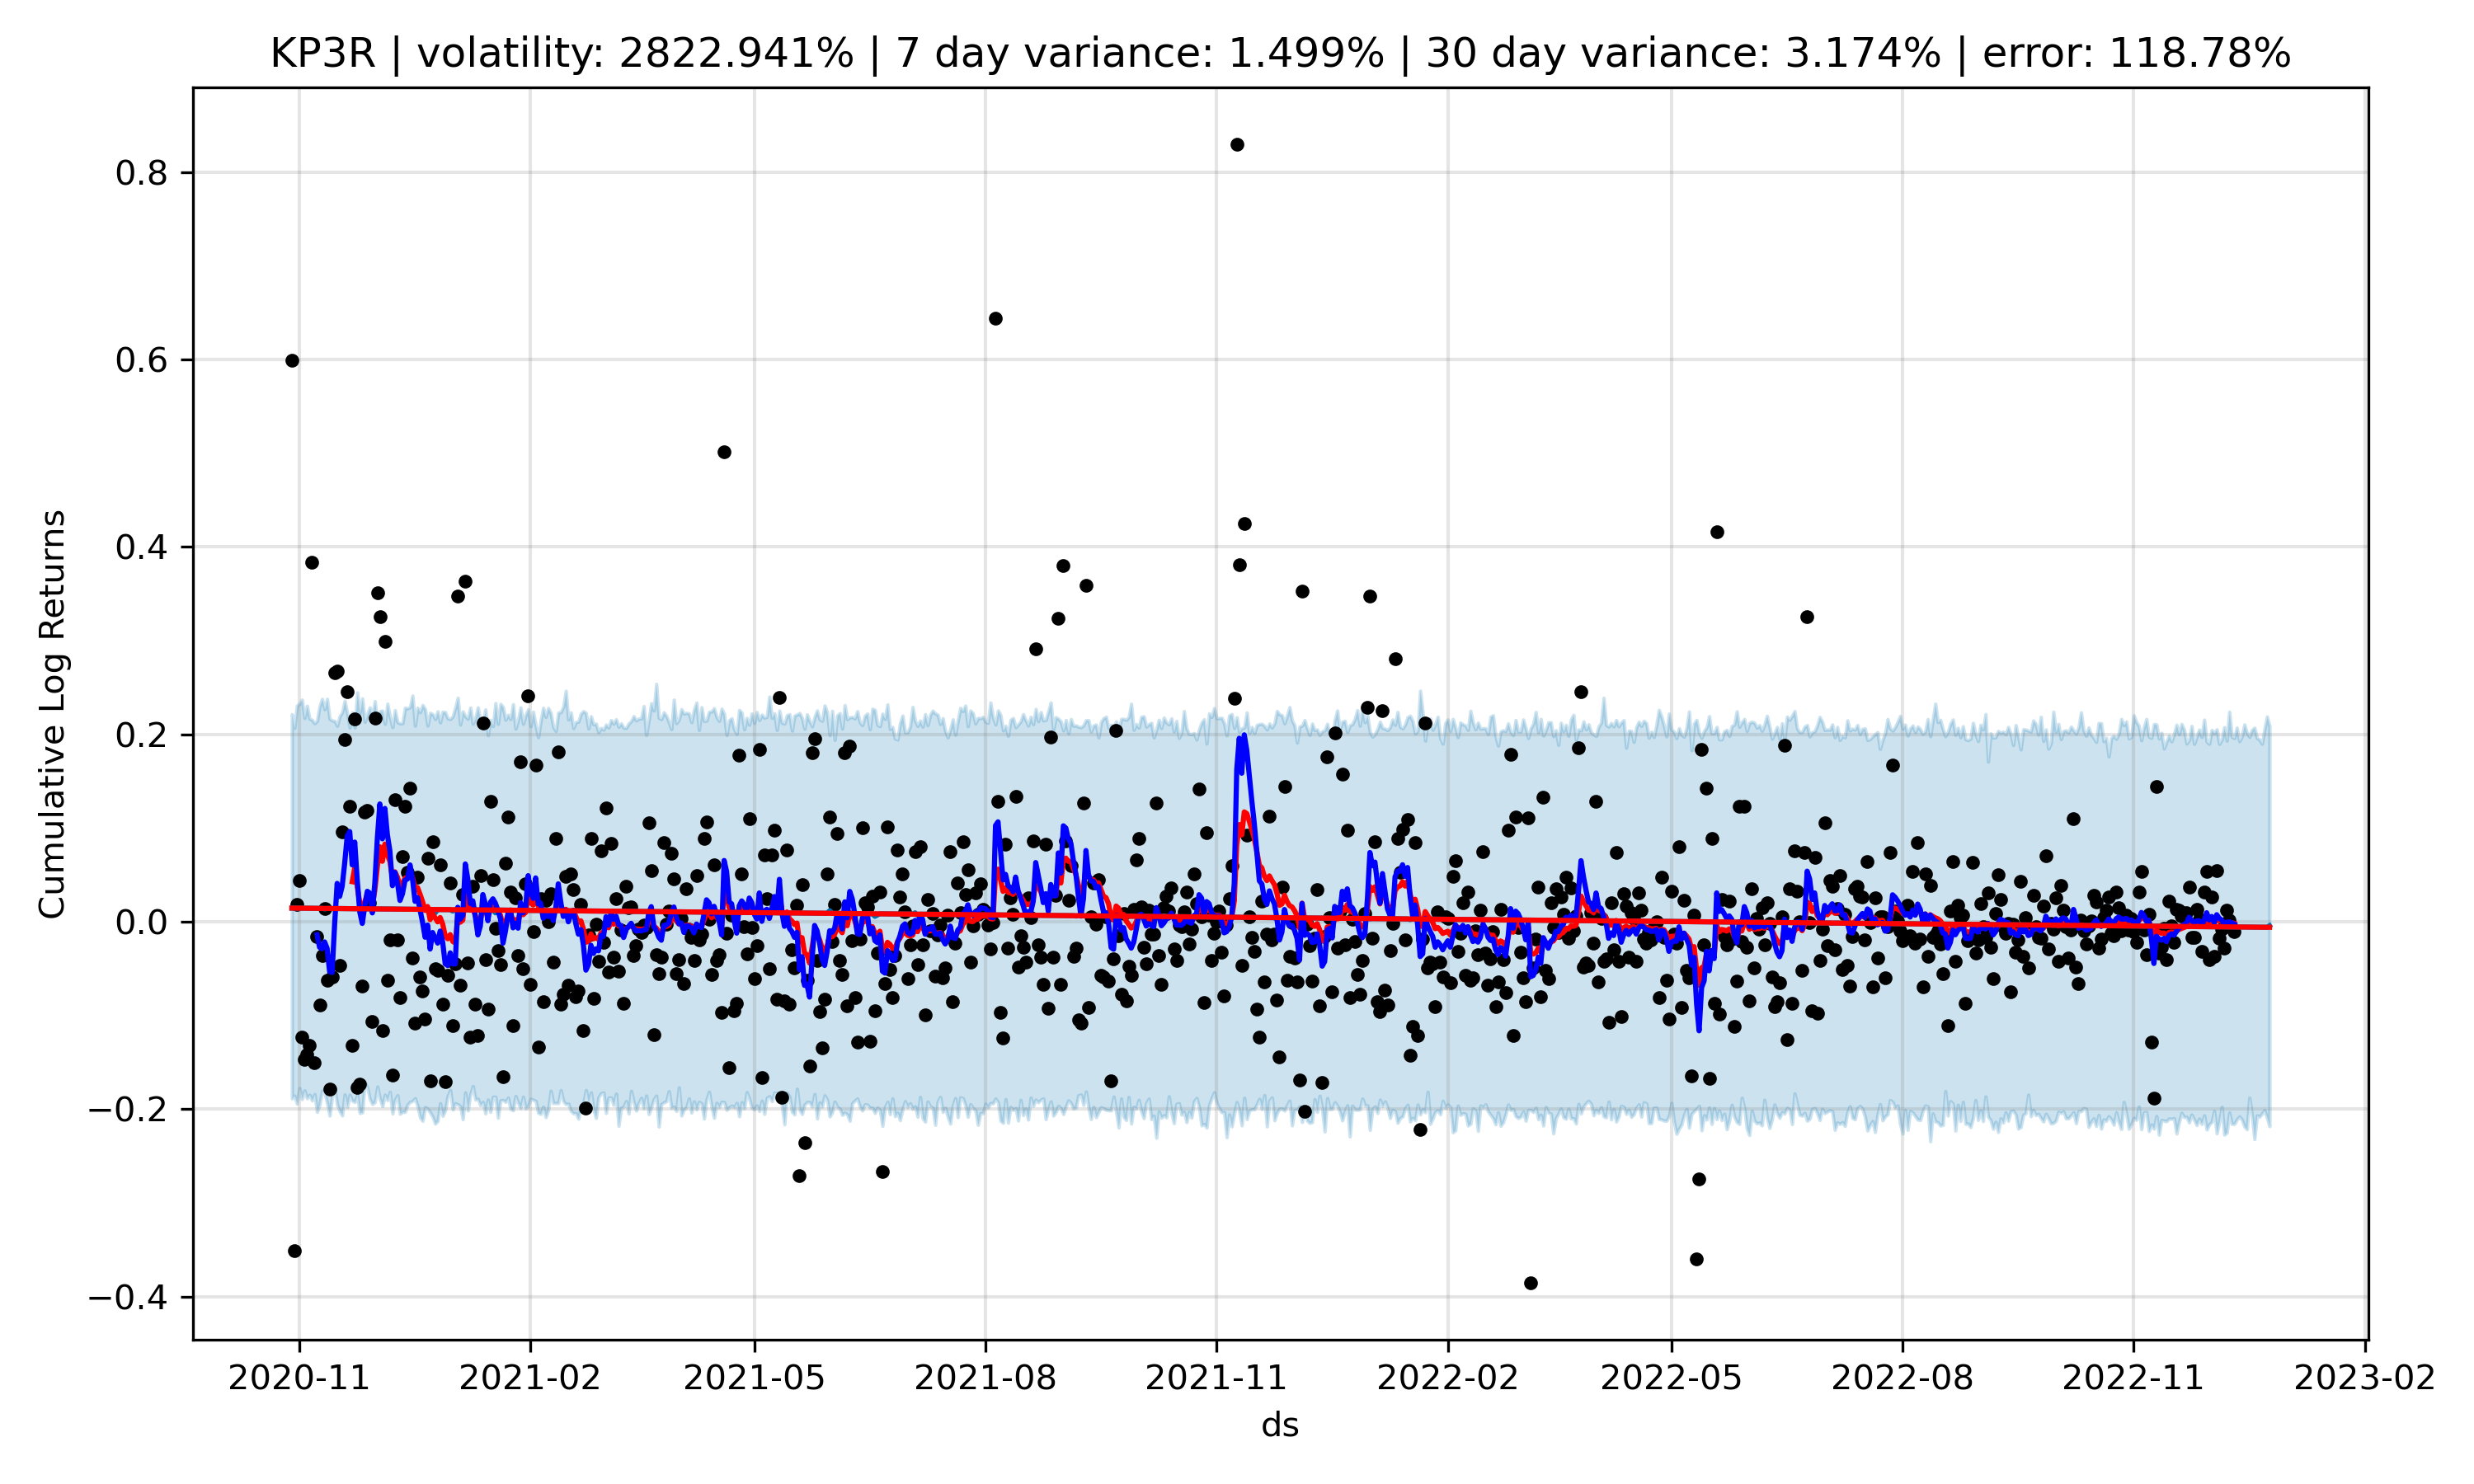 KP3R | volatility: 2822.941% | 7 day variance: 1.499% | 30 day variance: 3.174% | error: 118.78%
Cumulative Log Returns
0.8
0.6
0.4
0.2
0.0
−0.2
−0.4
2020-11 2021-02 2021-05 2021-08 2021-11 2022-02 2022-05 2022-08 2022-11 2023-02
ds